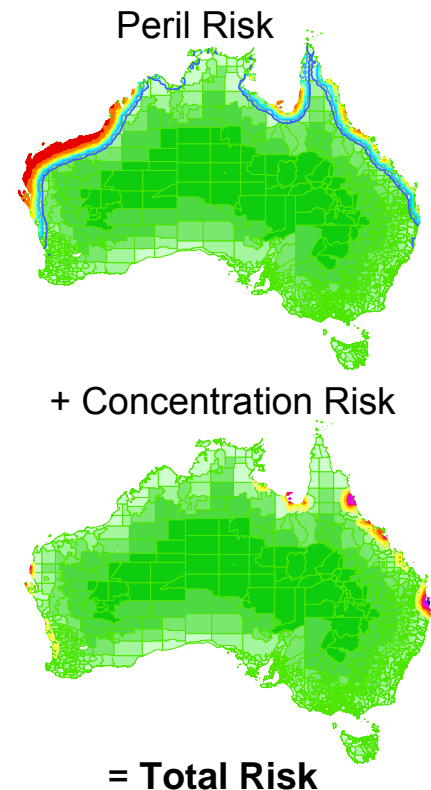 Peril Risk
+ Concentration Risk
= Total Risk